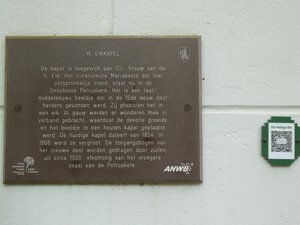 H. EIKKAPEL
De kapel is toegewijd aan O.L. Vrouw van de
H. Eik. Het miraculeuze Mariabeeld dat hier
oorspronkelijk stond, staat nu in de
Oirschotse Petruskerk. Het is een laat
middeleeuws beeldje dat in de 15de eeuw door
herders gevonden werd. Zij plaatsten het in
een eik. Al gauw werden er wonderen mee in
verband gebracht, waardoor de devotie groeide
en het beeldje in een houten kapel geplaatst
werd. De huidige kapel dateert van 1854. In
1906 werd ze vergroot. De toegangsbogen van
het nieuwe deel worden gedragen door zuilen
uit circa 1500, afkomstig van het vroegere
oxaal van de Petruskerk.
ANWB
De Heilige Eik